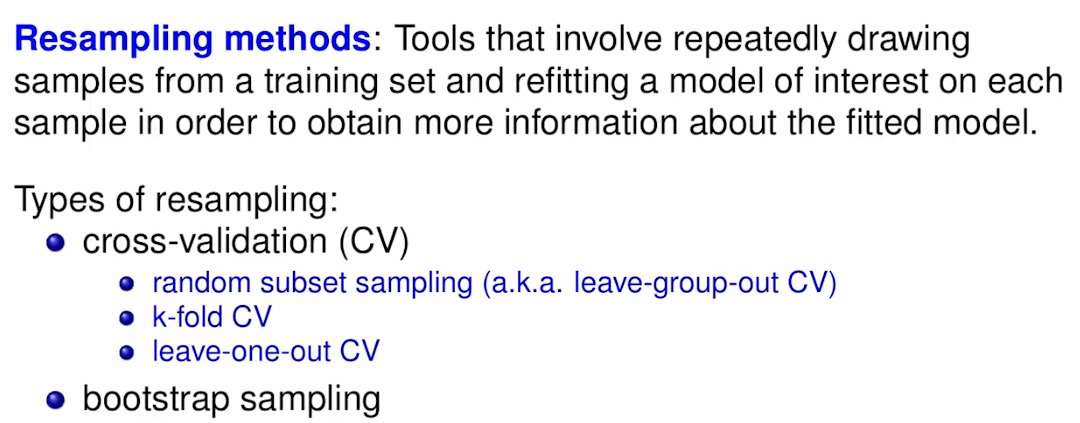 Resampling methods: Tools that involve repeatedly drawing
samples from a training set and refitting a model of interest on each
sample in order to obtain more information about the fitted model.
Types of resampling:
cross-validation (CV)
random subset sampling (a.k.a. leave-group-out CV)
k-fold CV
leave-one-out CV
bootstrap sampling